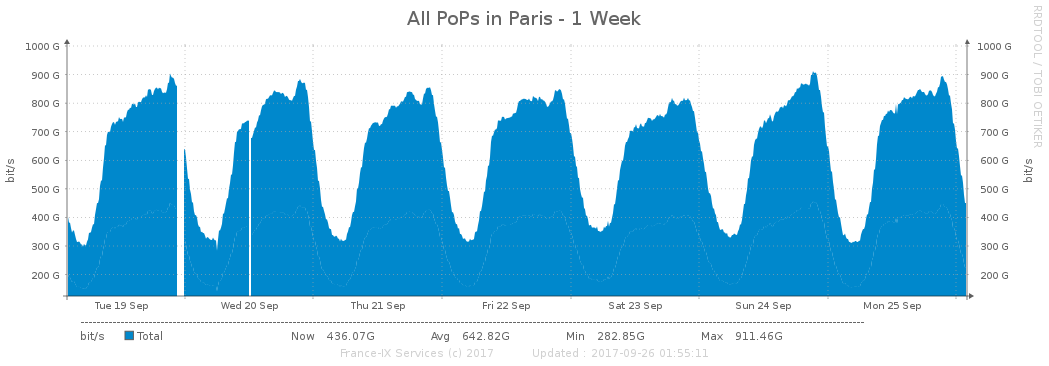 All PoPs in Paris - 1 Week
RRDTOOL / TOBI OETIKER
1000 G 1000 G
900 G 900 G
800 G 800 G
700 G 700 G
600 G 600 G
500 G 500 G
400 G 400 G
300 G 300 G
200 G 200 G
bit/s bit/s
Tue 19 Sep Wed 20 Sep Thu 21 Sep Fri 22 Sep Sat 23 Sep Sun 24 Sep Mon 25 Sep
bit/s Total Now 436.07G Avg 642.82G Min 282.85G Max 911.46G
France-IX Services (c) 2017 Updated : 2017-09-26 01:55:11